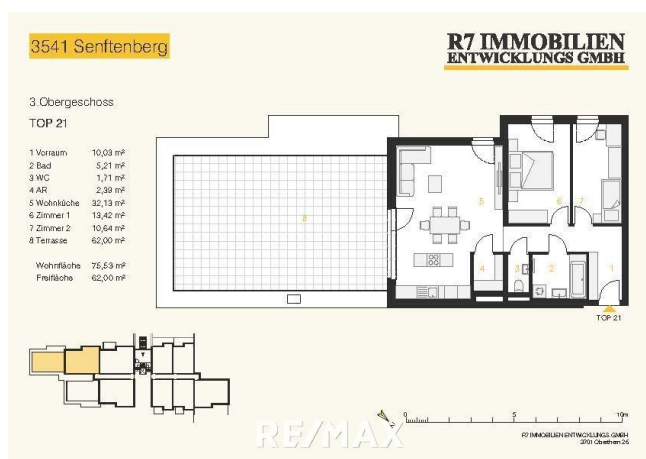 3541 Senftenberg
R7 IMMOBILIEN
ENTWICKLUNGS GMBH
3.Obergeschoss
TOP 21
1 Vorraum 10,03 m²
2 Bad 5,21 m²
3 WC 1,71 m²
4 AR 2,39 m²
5 Wohnküche 32,13 m²
6 Zimmer 1 13,42 m²
7 Zimmer 2 10,64 m²
8 Terrasse 62,00 m²
Wohnfläche 75,53 m²
Freifläche 62,00 m²
5
6
7
8
4
3
2
1
TOP 21
N
0 5 10m
RE/MAX
R7 IMMOBILIEN ENTWICKLUNGS GMBH